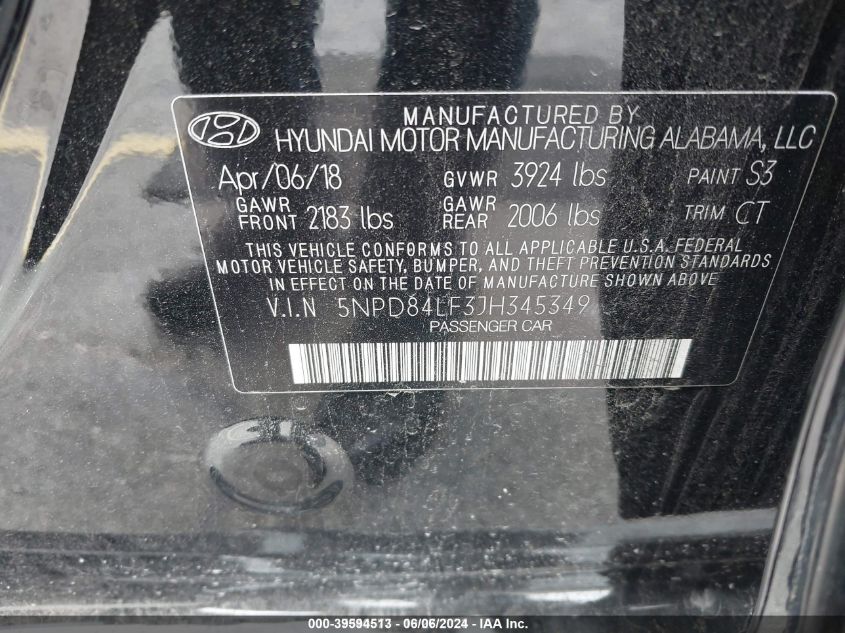 MANUFACTURED BY
HYUNDAI MOTOR MANUFACTURING ALABAMA, LLC
Apr/06/18 GVWR 3924 lbs PAINT S3
GAWR FRONT 2183 lbs GAWR REAR 2006 lbs TRIM CT
THIS VEHICLE CONFORMS TO ALL APPLICABLE U.S.A. FEDERAL
MOTOR VEHICLE SAFETY, BUMPER, AND THEFT PREVENTION STANDARDS
IN EFFECT ON THE DATE OF MANUFACTURE SHOWN ABOVE
V.I.N 5NPD84LF3JH345349
PASSENGER CAR
000-39594513 - 06/06/2024 - IAA Inc.